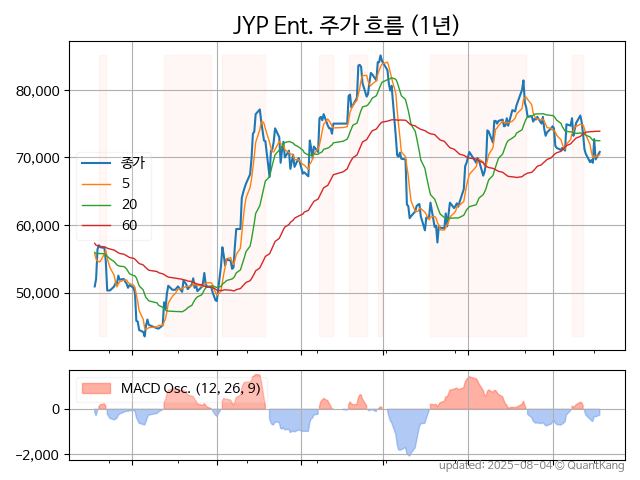 JYP Ent. 주가 흐름 (1년)
80,000
70,000
60,000
50,000
종가
5
20
60
MACD Osc. (12, 26, 9)
0
−2,000
updated: 2025-08-04 © QuantKang